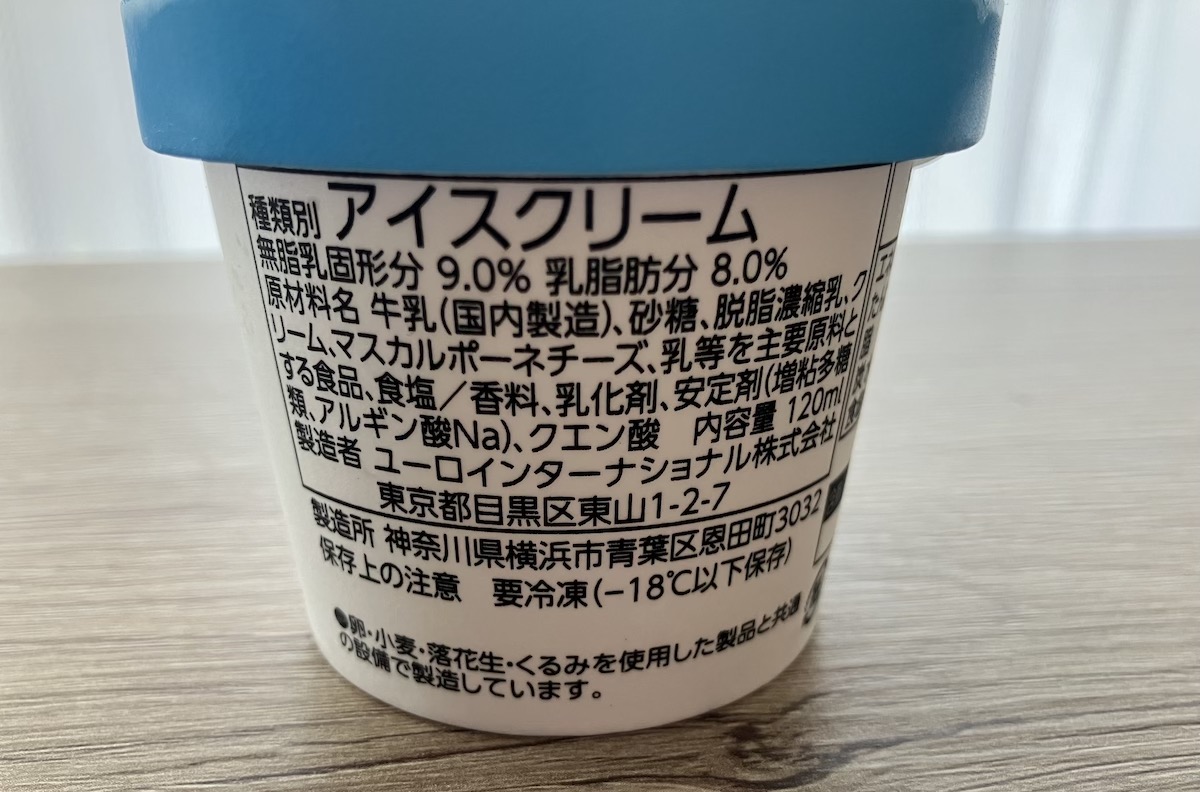 種類別 アイスクリーム
無脂乳固形分 9.0% 乳脂肪分 8.0%
原材料名 牛乳(国内製造)、砂糖、脱脂濃縮乳、ク
リーム、マスカルポーネチーズ、乳等を主要原料と
する食品、食塩/香料、乳化剤、安定剤(増粘多糖
類、アルギン酸Na)、クエン酸 内容量 120ml
製造者 ユーロインターナショナル株式会社
東京都目黒区東山1-2-7
製造所 神奈川県横浜市青葉区恩田町3032
保存上の注意 要冷凍(-18℃以下保存)
●卵・小麦・落花生・くるみを使用した製品と共通
の設備で製造しています。